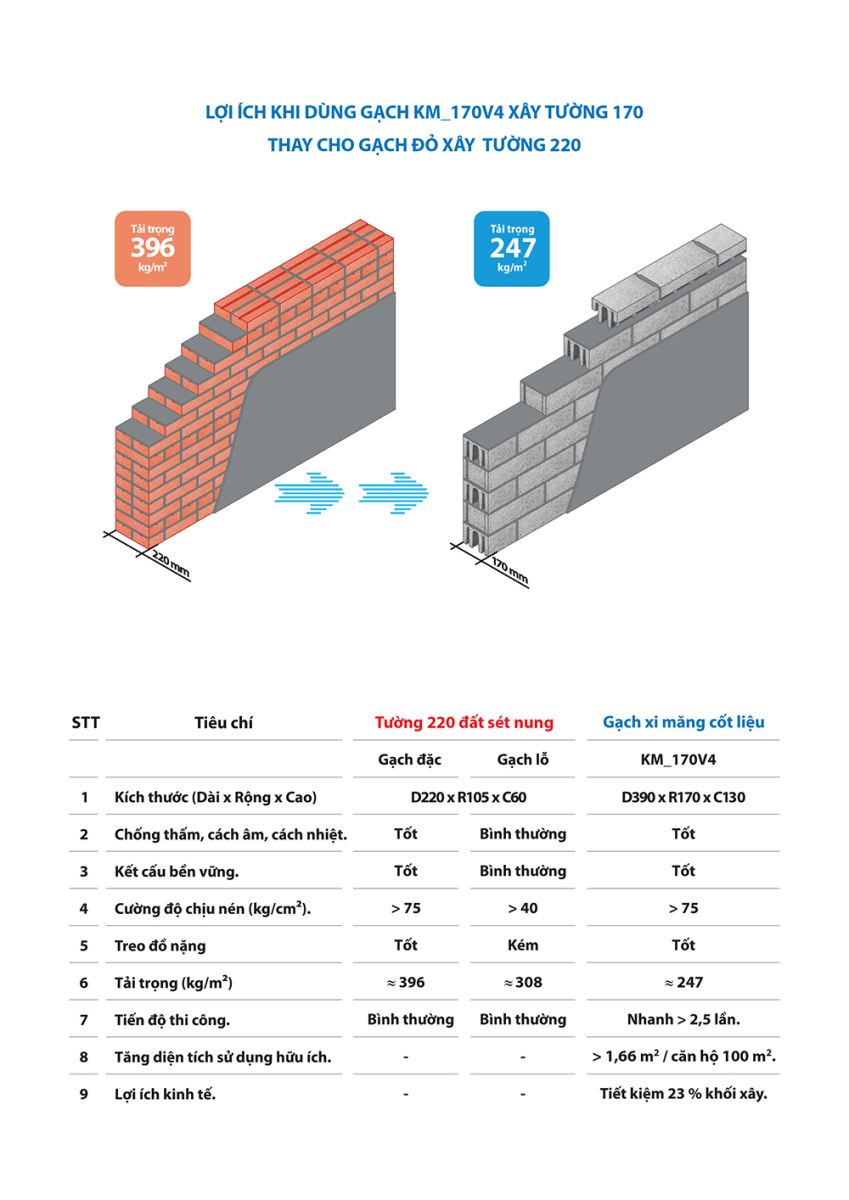 LỢI ÍCH KHI DÙNG GẠCH KM_170V4 XÂY TƯỜNG 170
THAY CHO GẠCH ĐỎ XÂY TƯỜNG 220
Tải trọng
396
kg/m²
Tải trọng
247
kg/m²
220 mm
170 mm
STT Tiêu chí Tường 220 đất sét nung Gạch xi măng cốt liệu
Gạch đặc Gạch lỗ KM_170V4
1 Kích thước (Dài x Rộng x Cao) D220 x R105 x C60 D390 x R170 x C130
2 Chống thấm, cách âm, cách nhiệt. Tốt Bình thường Tốt
3 Kết cấu bền vững. Tốt Bình thường Tốt
4 Cường độ chịu nén (kg/cm²). > 75 > 40 > 75
5 Treo đồ nặng Tốt Kém Tốt
6 Tải trọng (kg/m²) ≈ 396 ≈ 308 ≈ 247
7 Tiến độ thi công. Bình thường Bình thường Nhanh > 2,5 lần.
8 Tăng diện tích sử dụng hữu ích. - - > 1,66 m² / căn hộ 100 m².
9 Lợi ích kinh tế. - - Tiết kiệm 23 % khối xây.